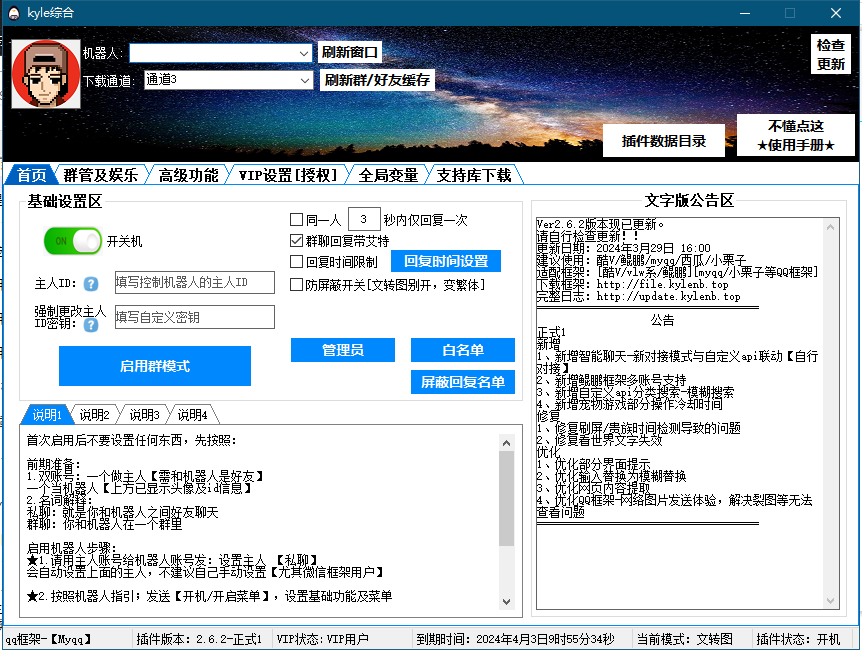 kyle综合
机器人:
刷新窗口
检查
更新
下载通道:
通道3
刷新群/好友缓存
插件数据目录
不懂点这
★使用手册★
首页
群管及娱乐
高级功能
VIP设置[授权]
全局变量
支持库下载
基础设置区
ON
开关机
同一人
3
秒内仅回复一次
群聊回复带艾特
回复时间限制
回复时间设置
防屏蔽开关[文转图别开，变繁体]
主人ID:
?
填写控制机器人的主人ID
强制更改主人
ID密钥:
?
填写自定义密钥
启用群模式
管理员
白名单
屏蔽回复名单
说明1
说明2
说明3
说明4
首次启用后不要设置任何东西，先按照:
前期准备:
1.双账号: 一个做主人【需和机器人是好友】
一个当机器人【上方已显示头像及id信息】
2.名词解释:
私聊: 就是你和机器人之间好友聊天
群聊: 你和机器人在一个群里
启用机器人步骤:
★1.请用主人账号给机器人账号发: 设置主人 【私聊】
会自动设置上面的主人，不建议自己手动设置【尤其微信框架用户】
★2.按照机器人指引: 发送【开机/开启菜单】，设置基础功能及菜单
文字版公告区
Ver2.6.2版本现已更新。
请自行检查更新！！
更新日期: 2024年3月29日 16:00
建议使用: 酷V/鲲鹏/myqq/西瓜/小栗子
适配框架: [酷V/vlw系/鲲鹏][myqq/小栗子等QQ框架]
下载框架: http://file.kylenb.top
完整日志: http://update.kylenb.top
公告
正式1
新增
1、新增智能聊天-新对接模式与自定义api联动【自行
对接】
2、新增鲲鹏框架多账号支持
3、新增自定义api分类搜索-模糊搜索
4、新增宠物游戏部分操作冷却时间
修复
1、修复刷屏/贵族时间检测导致的问题
2、修复看世界文字失效
优化
1、优化部分界面提示
2、优化输入替换为模糊替换
3、优化网页内容提取
4、优化QQ框架-网络图片发送体验，解决裂图等无法
查看问题
qq框架-【Myqq】
插件版本: 2.6.2-正式1
VIP状态: VIP用户
到期时间: 2024年4月3日9时55分34秒
当前模式: 文转图
插件状态: 开机